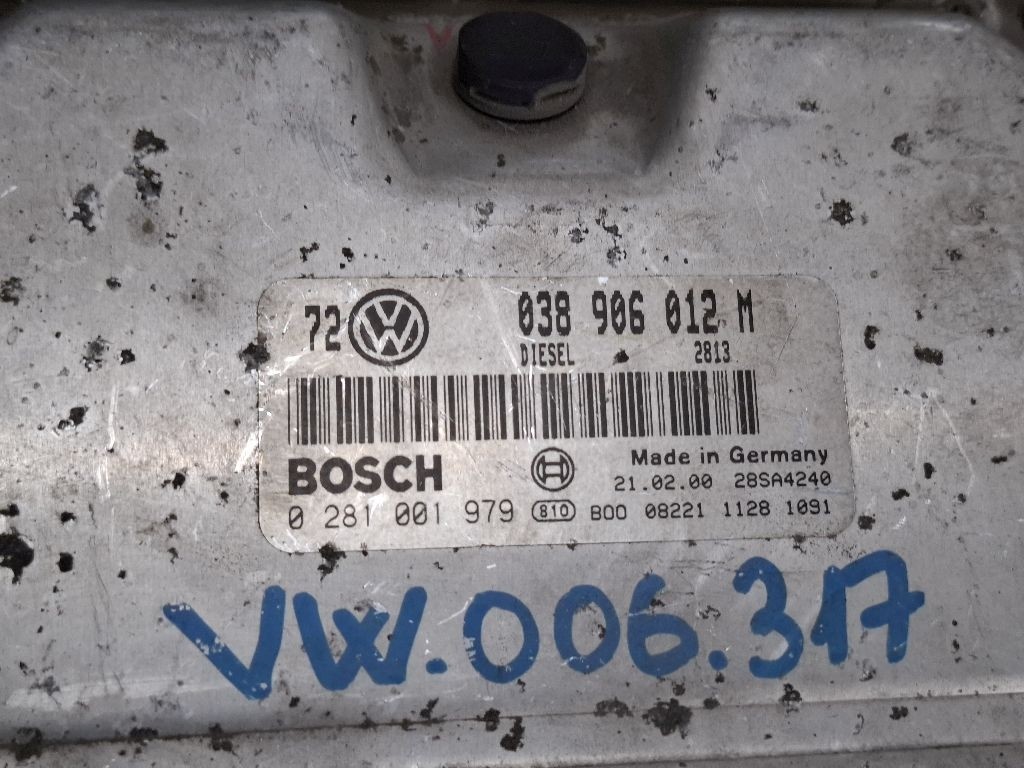 72 VW 038 906 012 M
DIESEL 2813
BOSCH Made in Germany
21.02.00 28SA4240
0 281 001 979 810 B00 08221 1128 1091
VW.006.317